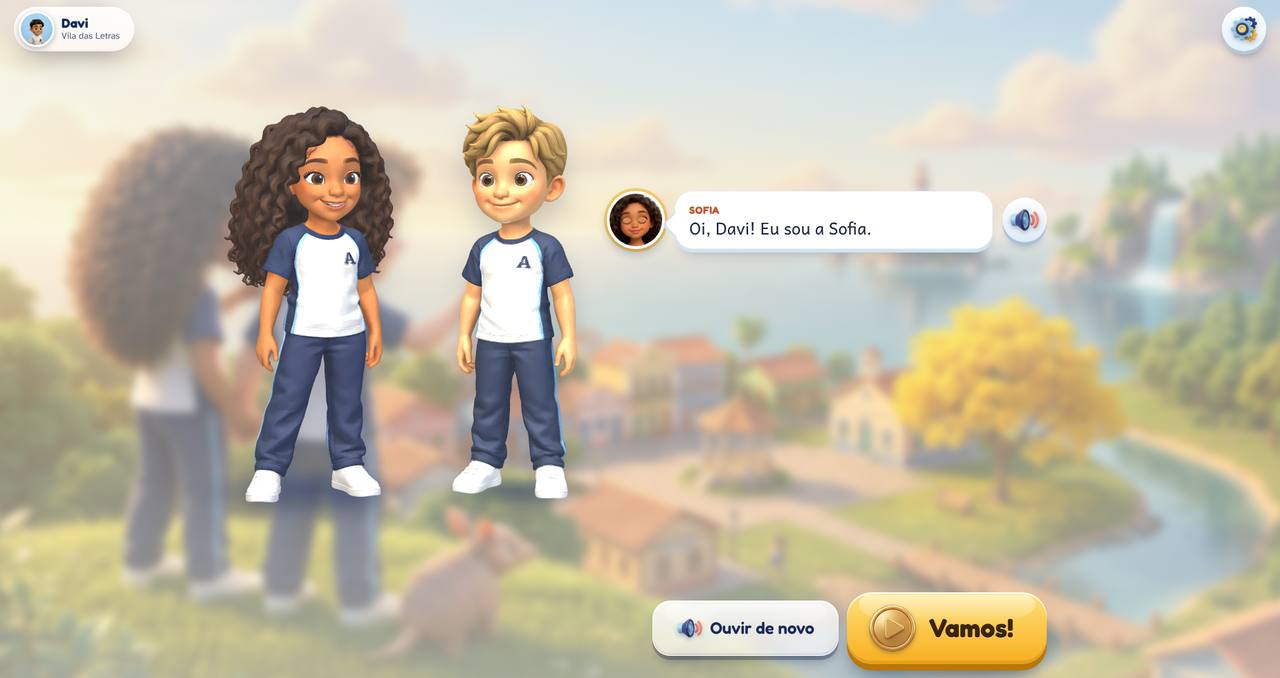 Davi
Vila das Letras
A
A
SOFIA
Oi, Davi! Eu sou a Sofia.
Ouvir de novo
Vamos!